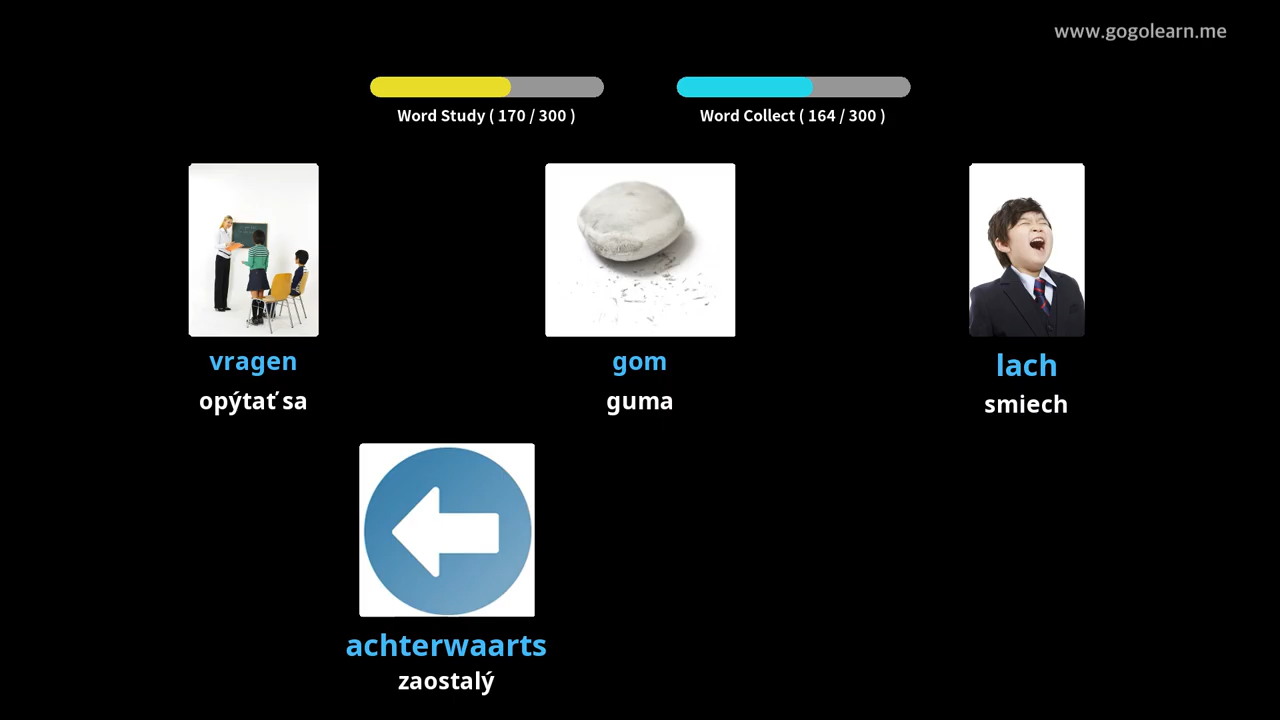 www.gogolearn.me
Word Study ( 170 / 300 )
Word Collect ( 164 / 300 )
vragen
opýtať sa
gom
guma
lach
smiech
achterwaarts
zaostalý